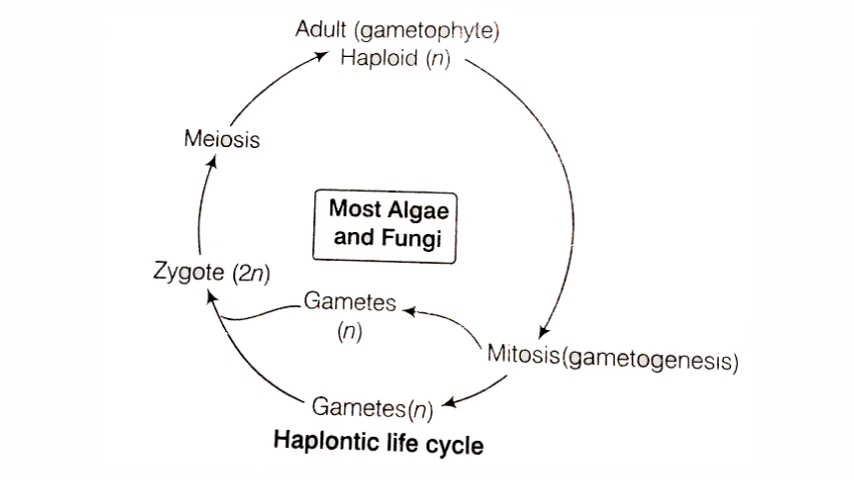 Adult (gametophyte)
Haploid (n)
Meiosis
Most Algae
and Fungi
Zygote (2n)
Gametes
(n)
Mitosis(gametogenesis)
Gametes(n)
Haplontic life cycle